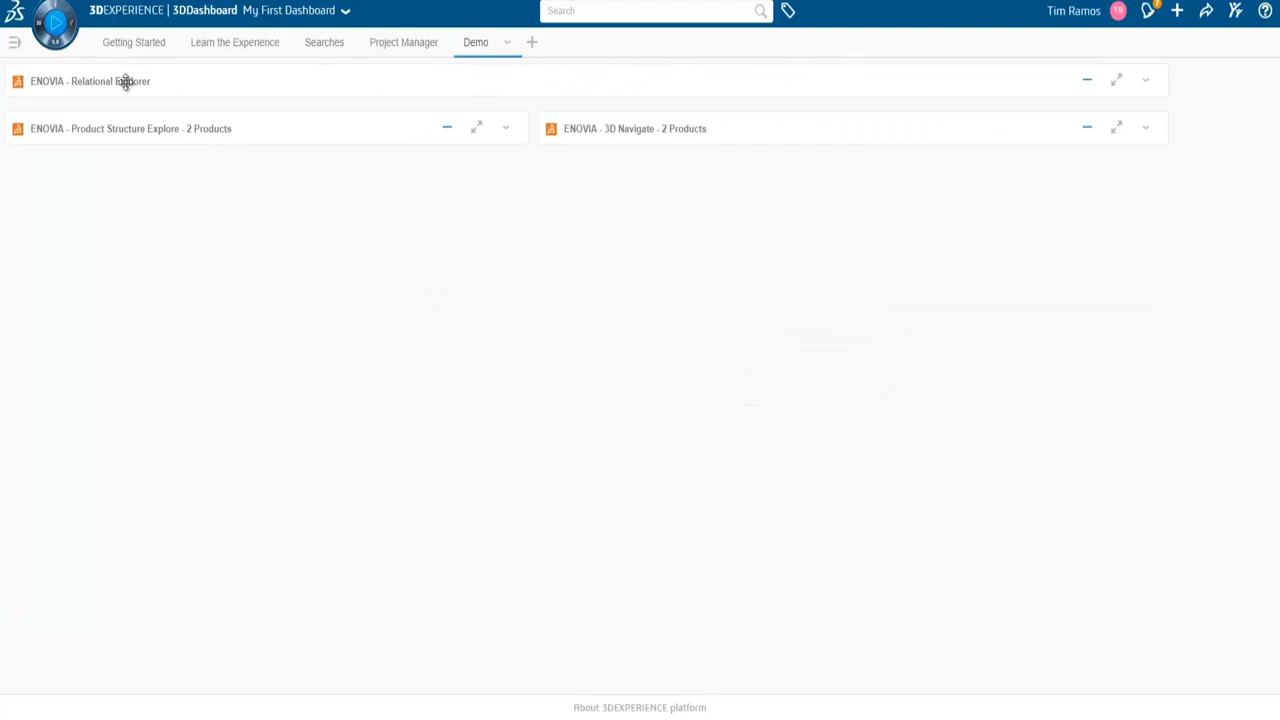 3DEXPERIENCE | 3DDashboard My First Dashboard
Search
Tim Ramos TR
Getting Started Learn the Experience Searches Project Manager Demo
ENOVIA - Relational Explorer
ENOVIA - Product Structure Explore - 2 Products
ENOVIA - 3D Navigate - 2 Products
About 3DEXPERIENCE platform